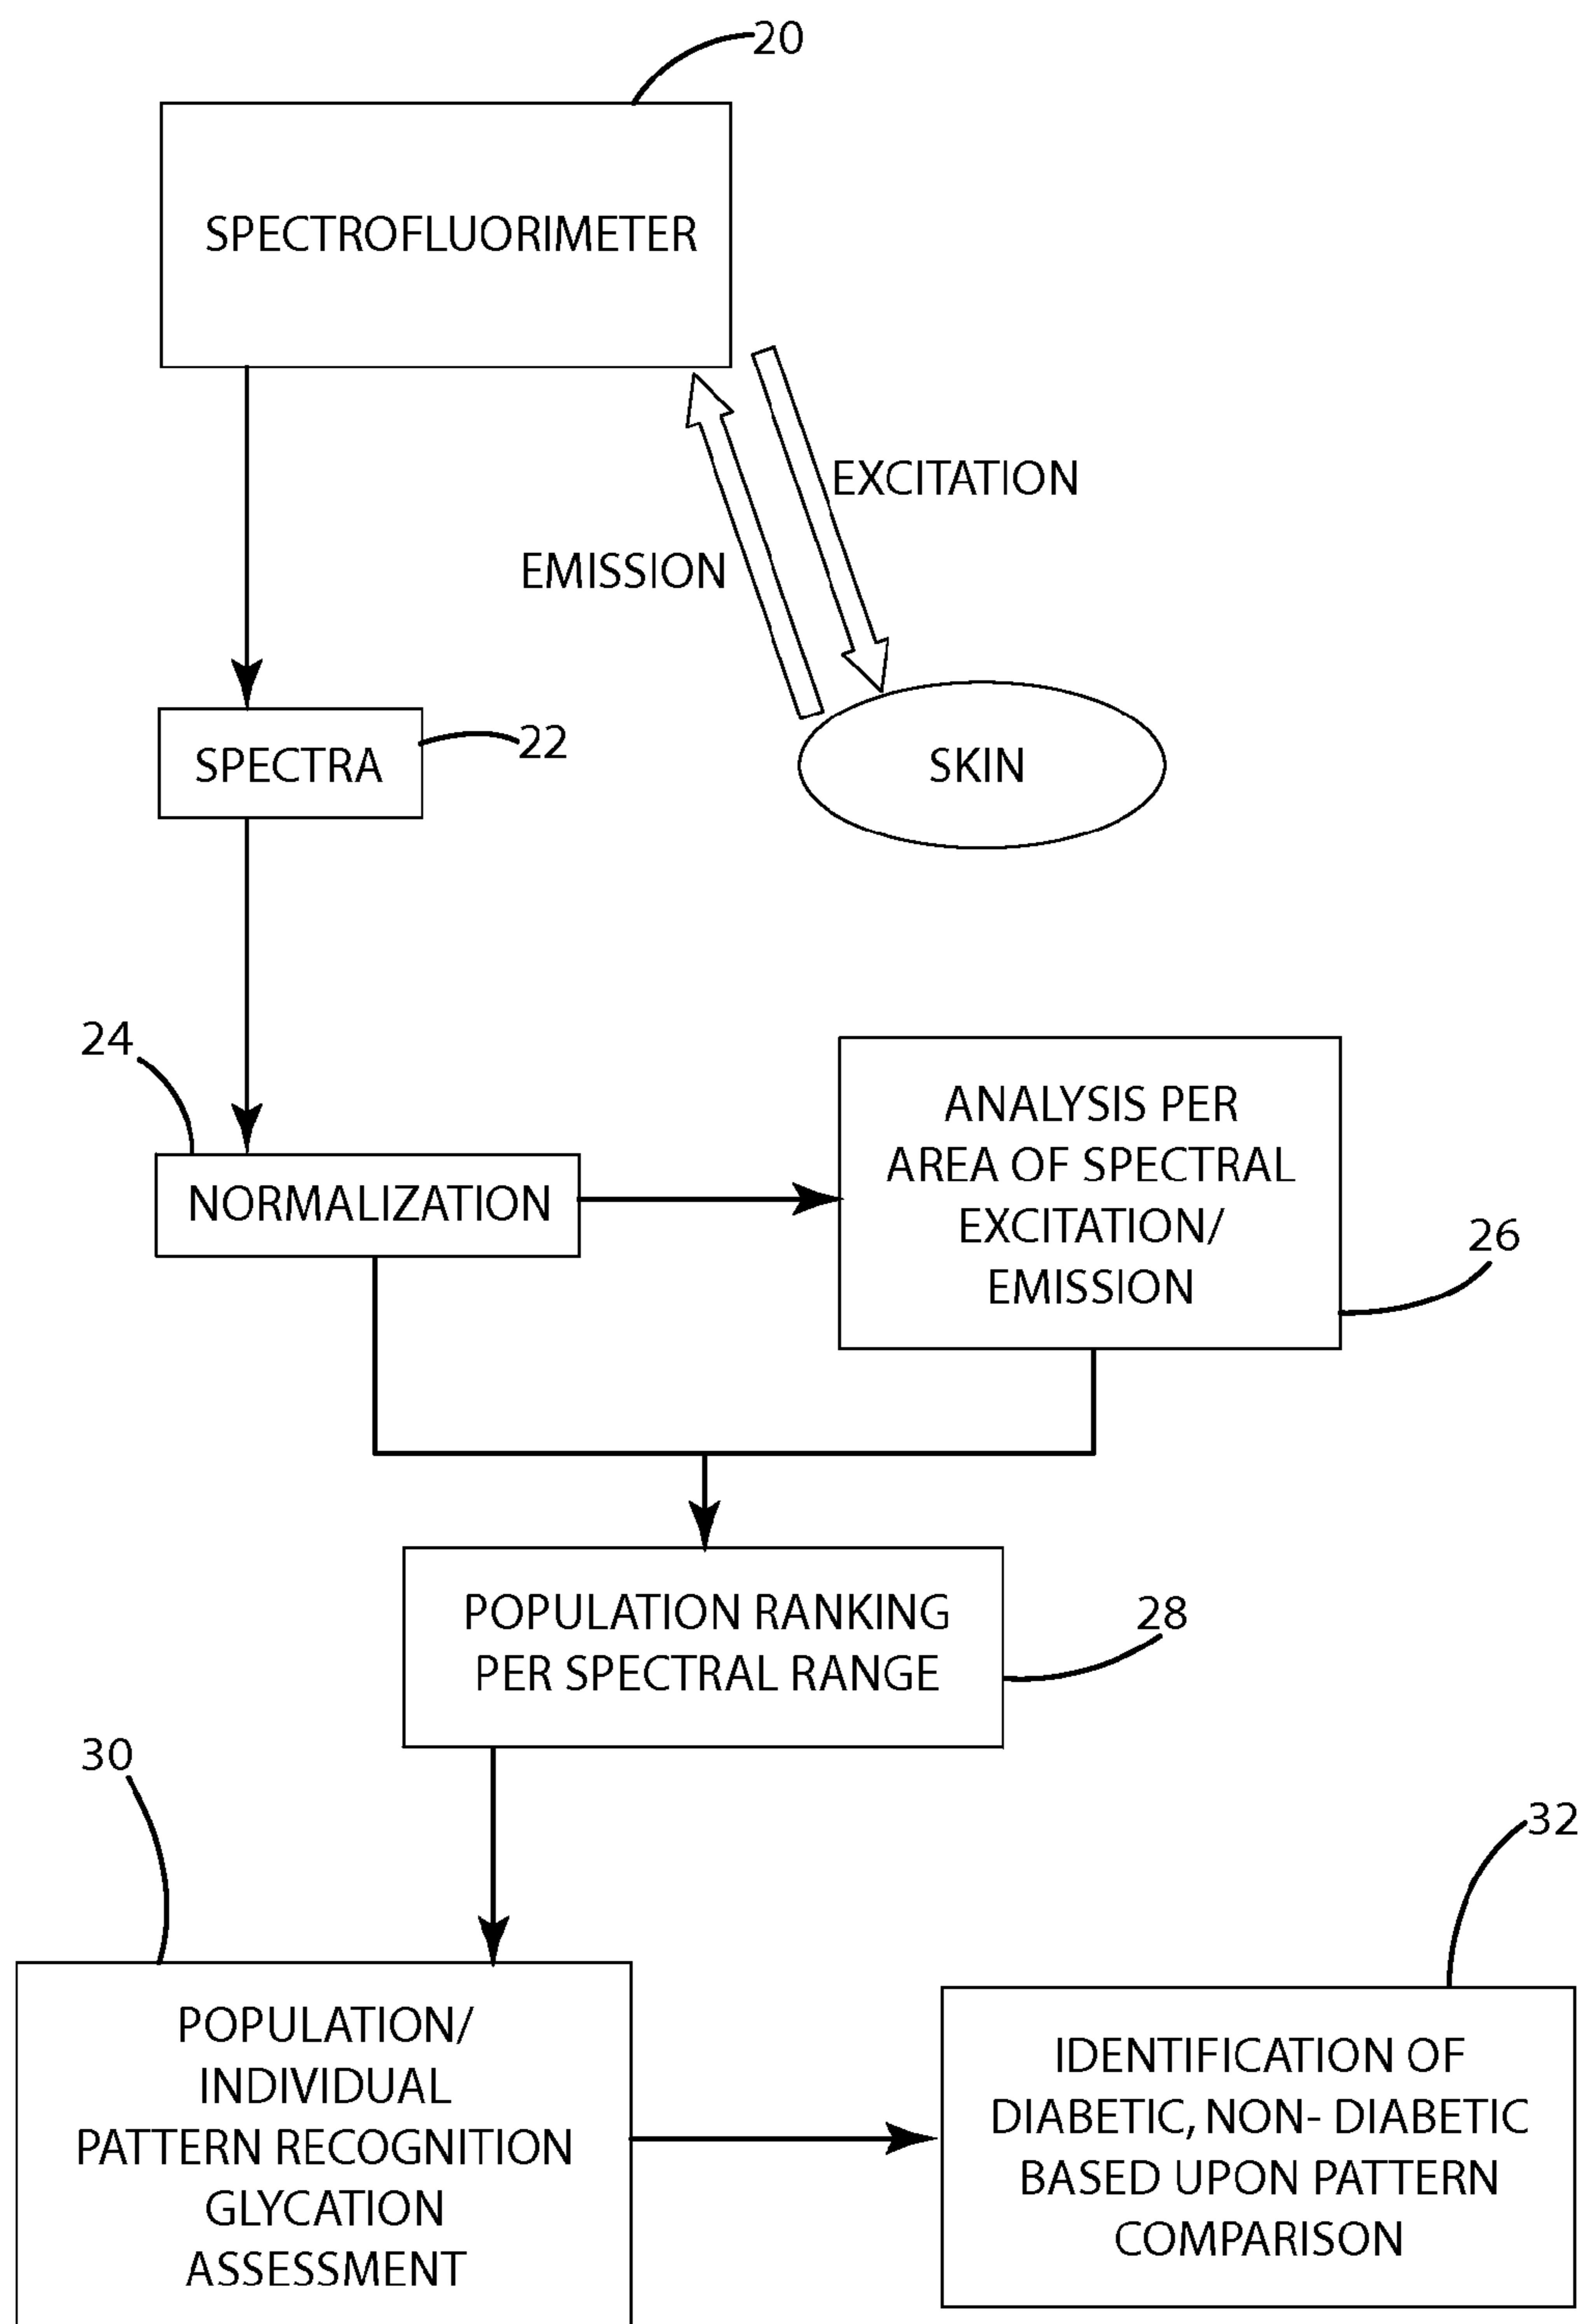 20
SPECTROFLUORIMETER
EXCITATION
EMISSION
SPECTRA
22
SKIN
24
NORMALIZATION
ANALYSIS PER
AREA OF SPECTRAL
EXCITATION/
EMISSION
26
POPULATION RANKING
PER SPECTRAL RANGE
28
30
POPULATION/
INDIVIDUAL
PATTERN RECOGNITION
GLYCATION
ASSESSMENT
32
IDENTIFICATION OF
DIABETIC, NON- DIABETIC
BASED UPON PATTERN
COMPARISON